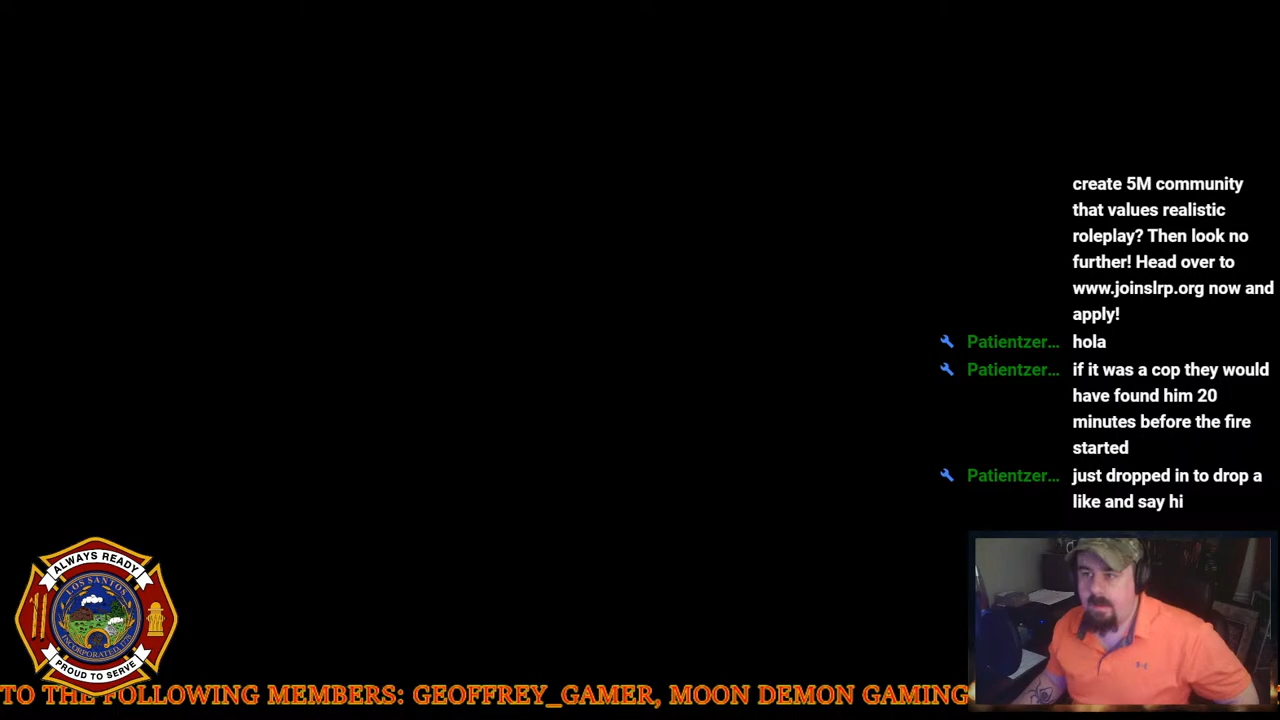 create 5M community
that values realistic
roleplay? Then look no
further! Head over to
www.joinslrp.org now and
apply!
Patientzer… hola
Patientzer… if it was a cop they would
have found him 20
minutes before the fire
started
Patientzer… just dropped in to drop a
like and say hi
ALWAYS READY
LOS SANTOS
INCORPORATED
PROUD TO SERVE
TO THE FOLLOWING MEMBERS: GEOFFREY_GAMER, MOON DEMON GAMING